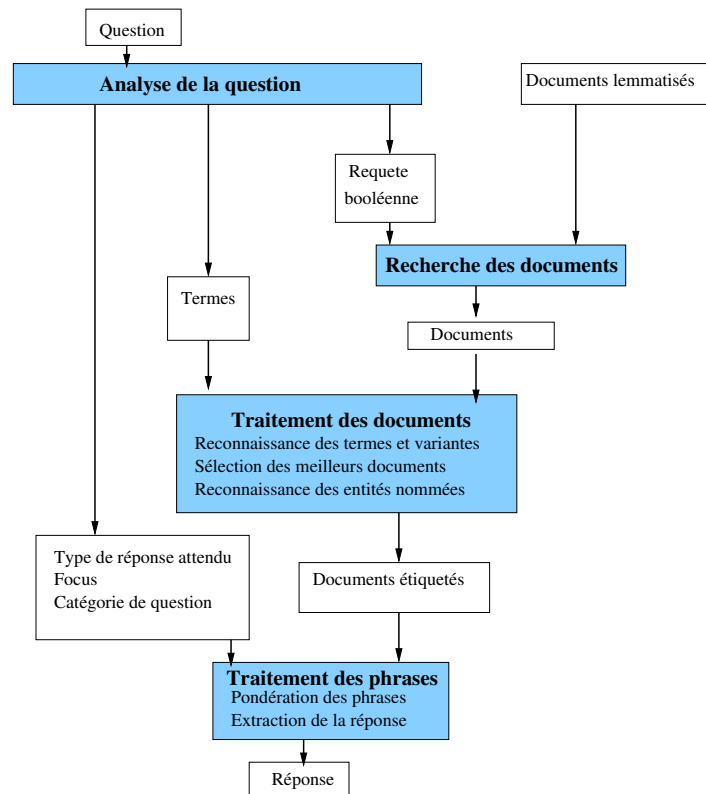 Question
Analyse de la question
Documents lemmatisés
Requete
booléenne
Recherche des documents
Termes
Documents
Traitement des documents
Reconnaissance des termes et variantes
Sélection des meilleurs documents
Reconnaissance des entités nommées
Type de réponse attendu
Focus
Catégorie de question
Documents étiquetés
Traitement des phrases
Pondération des phrases
Extraction de la réponse
Réponse